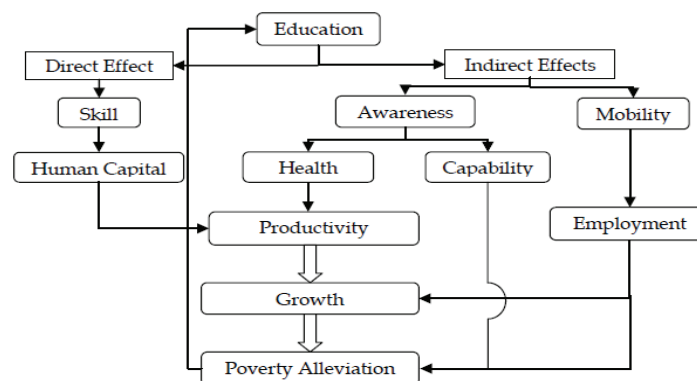 Education
Direct Effect
Indirect Effects
Skill
Awareness
Mobility
Human Capital
Health
Capability
Productivity
Employment
Growth
Poverty Alleviation